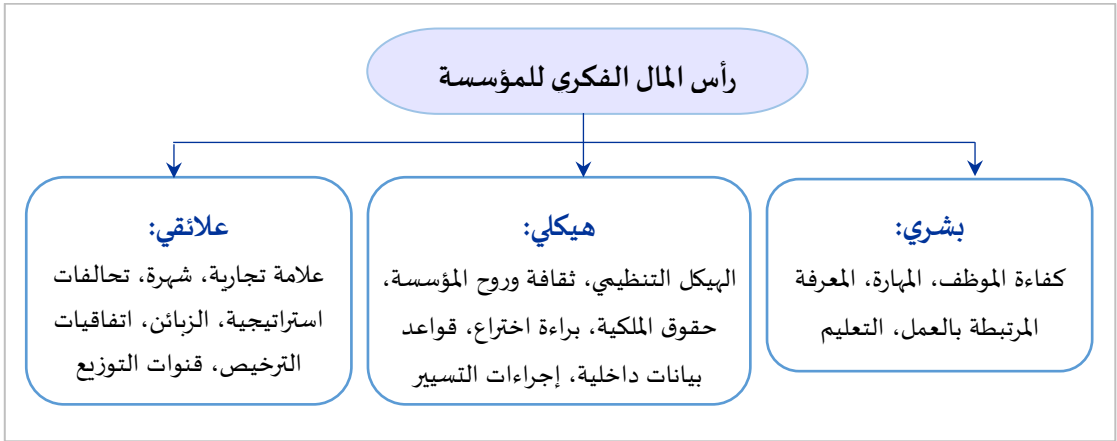 رأس المال الفكري للمؤسسة
بشري:
كفاءة الموظف، المهارة، المعرفة
المرتبطة بالعمل، التعليم
هيكلي:
الهيكل التنظيمي، ثقافة وروح المؤسسة،
حقوق الملكية، براءة اختراع، قواعد
بيانات داخلية، إجراءات التسيير
علائقي:
علامة تجارية، شهرة، تحالفات
استراتيجية، الزبائن، اتفاقيات
الترخيص، قنوات التوزيع